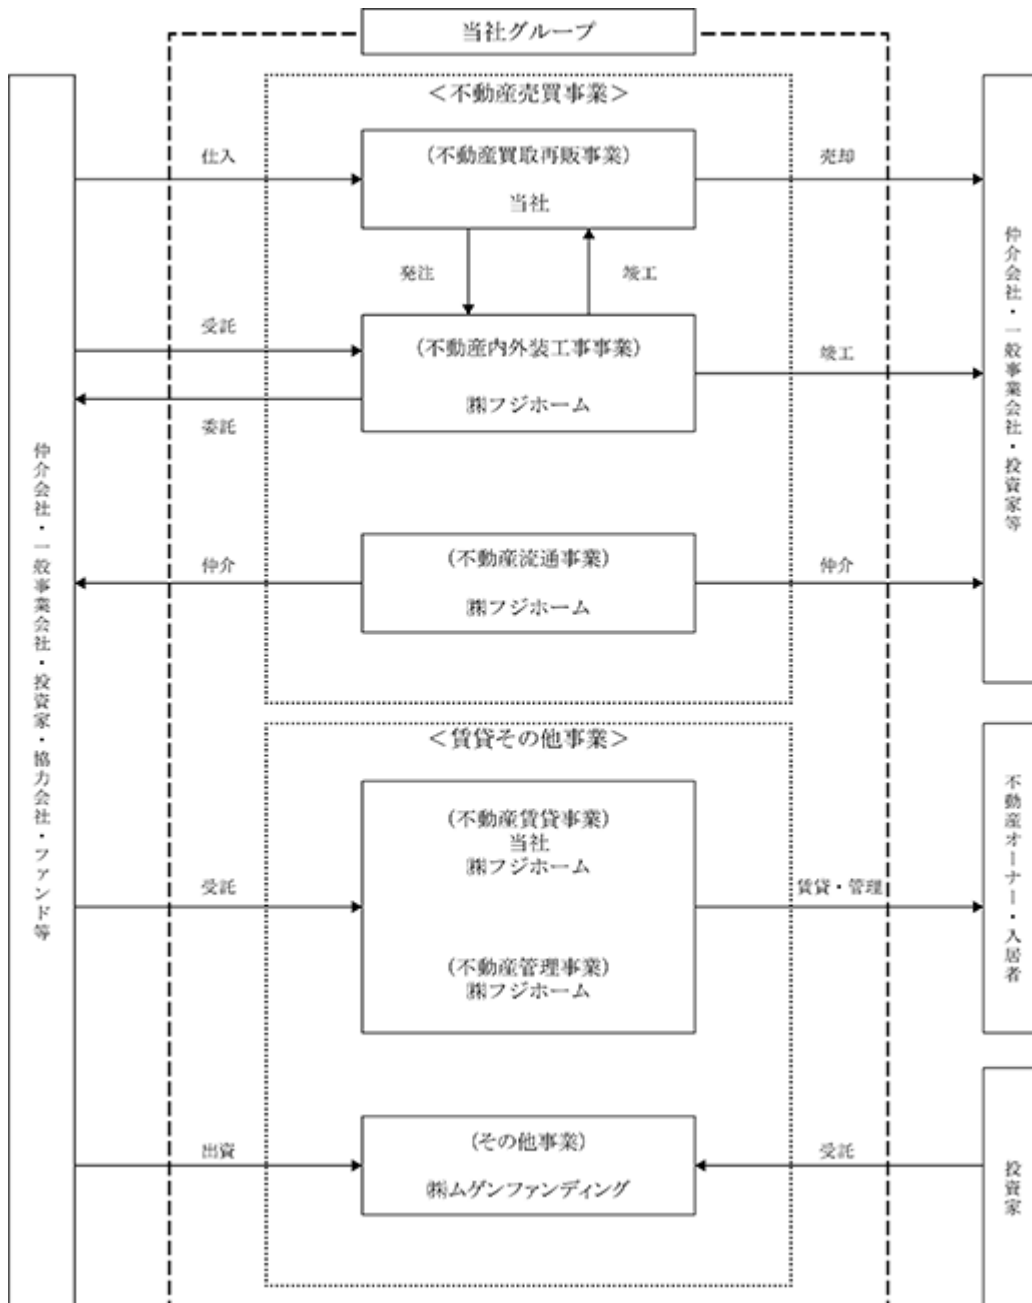 当社グループ
<不動産売買事業>
仕入
(不動産買取再販事業)
当社
売却
発注
竣工
受託
(不動産内外装工事事業)
㈱フジホーム
竣工
委託
仲介
(不動産流通事業)
㈱フジホーム
仲介
仲介会社・一般事業会社・投資家・協力会社・ファンド等
仲介会社・一般事業会社・投資家等
<賃貸その他事業>
(不動産賃貸事業)
当社
㈱フジホーム
受託
賃貸・管理
(不動産管理事業)
㈱フジホーム
不動産オーナー・入居者
出資
(その他事業)
㈱ムゲンファンディング
受託
投資家